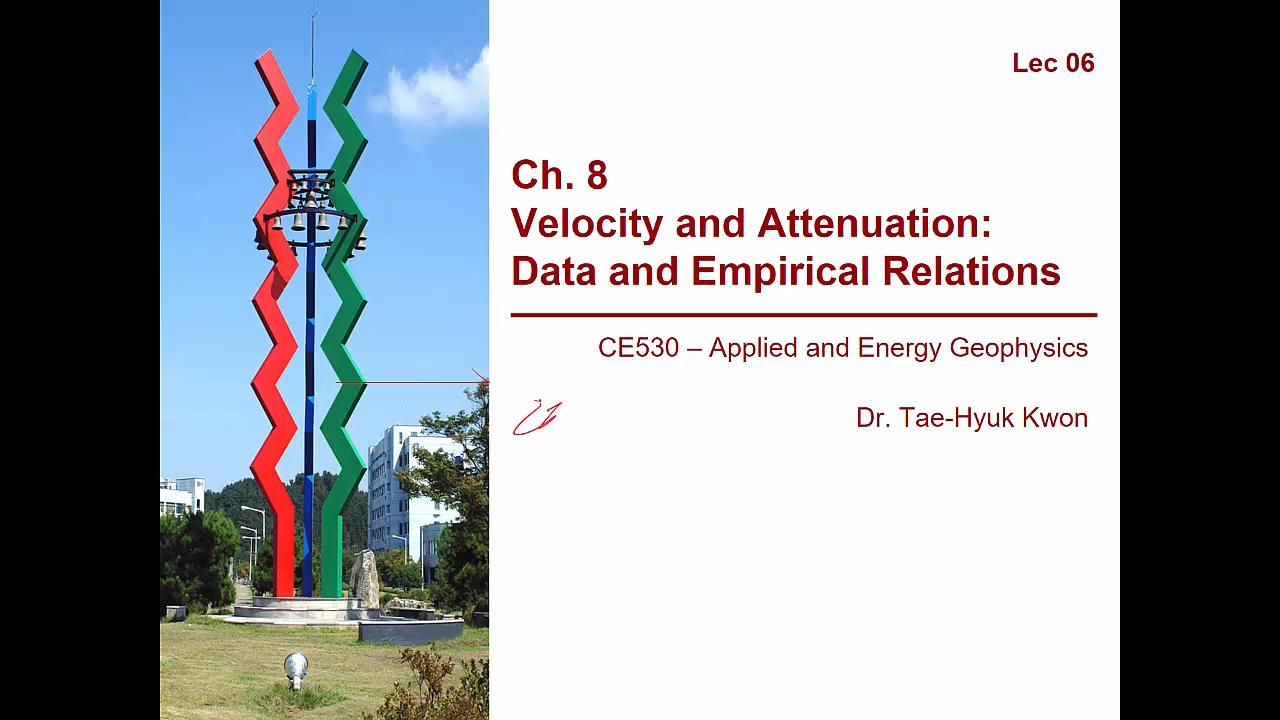 Lec 06
Ch. 8
Velocity and Attenuation:
Data and Empirical Relations
CE530 – Applied and Energy Geophysics
Dr. Tae-Hyuk Kwon